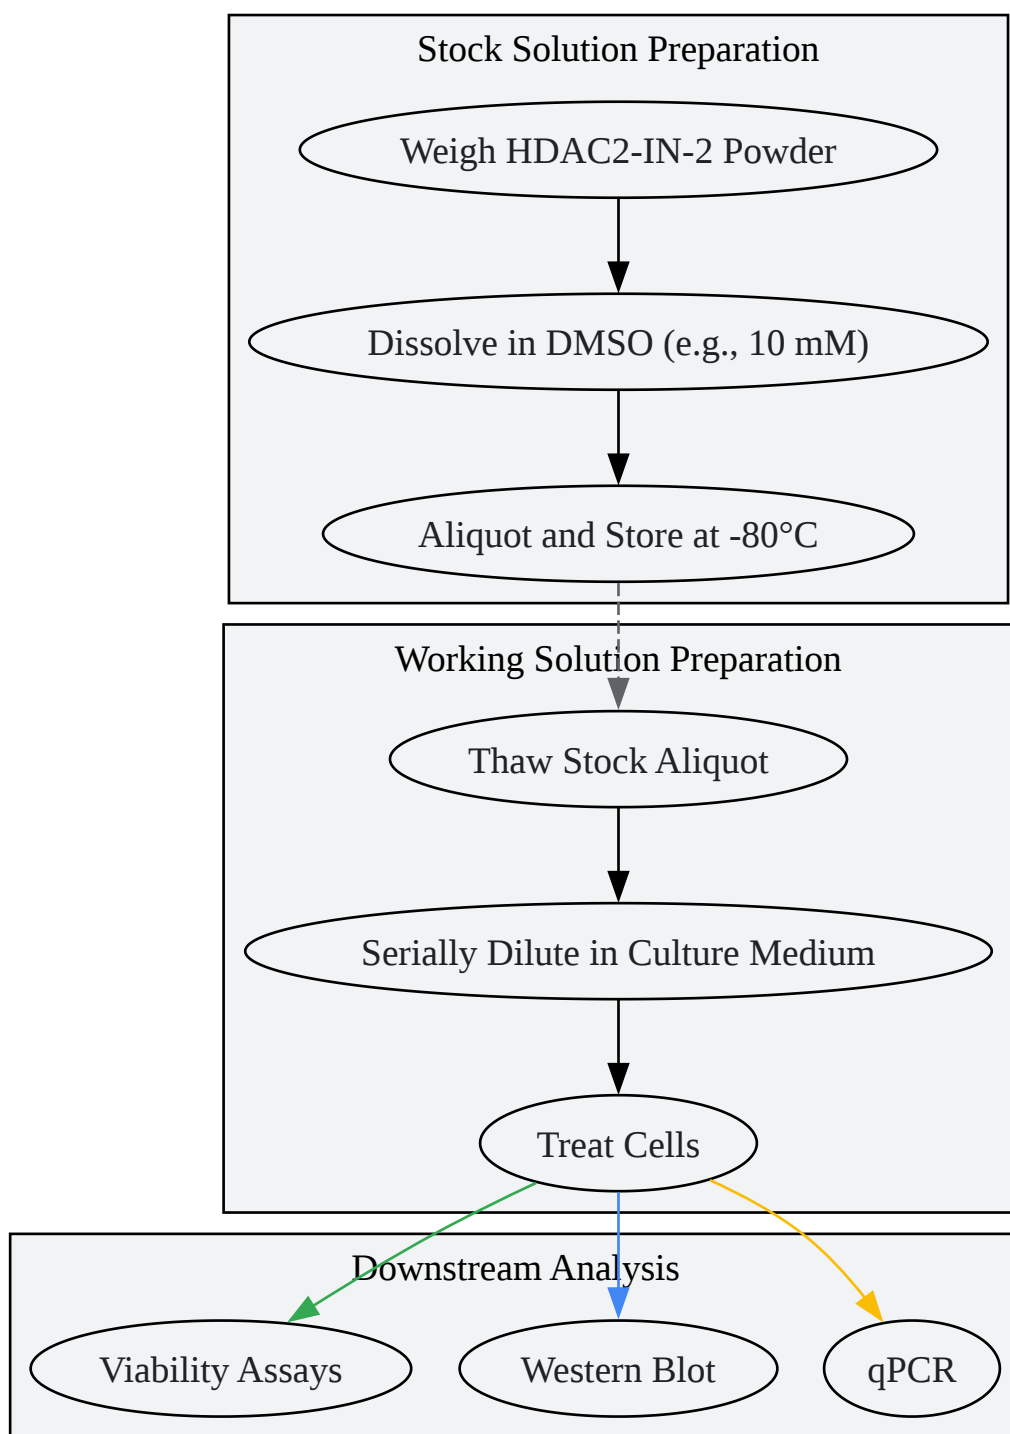 Stock Solution Preparation
Weigh HDAC2-IN-2 Powder
Dissolve in DMSO (e.g., 10 mM)
Aliquot and Store at -80°C
Working Solution Preparation
Thaw Stock Aliquot
Serially Dilute in Culture Medium
Treat Cells
Downstream Analysis
Viability Assays
Western Blot
qPCR